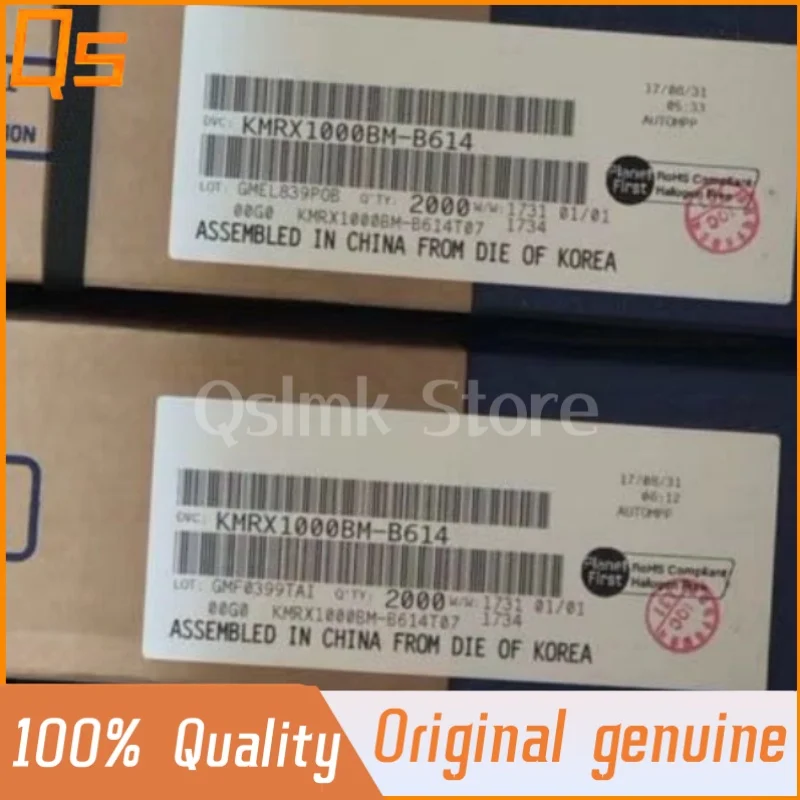 Qs
ION
17/08/31
05:33
AUTOMPP
DVC: KMRX1000BM-B614
Planet First
RoHS Compliant
Halogen Free
LOT: GMEL839POB Q'TY: 2000 W/W: 1731 01/01
00G0 KMRX1000BM-B614T07 1734
ASSEMBLED IN CHINA FROM DIE OF KOREA
Qslmk Store
17/08/31
06:12
AUTOMPP
DVC: KMRX1000BM-B614
Planet First
RoHS Compliant
Halogen Free
LOT: GMF0399TAI Q'TY: 2000 W/W: 1731 01/01
00G0 KMRX1000BM-B614T07 1734
ASSEMBLED IN CHINA FROM DIE OF KOREA
100% Quality
Original genuine